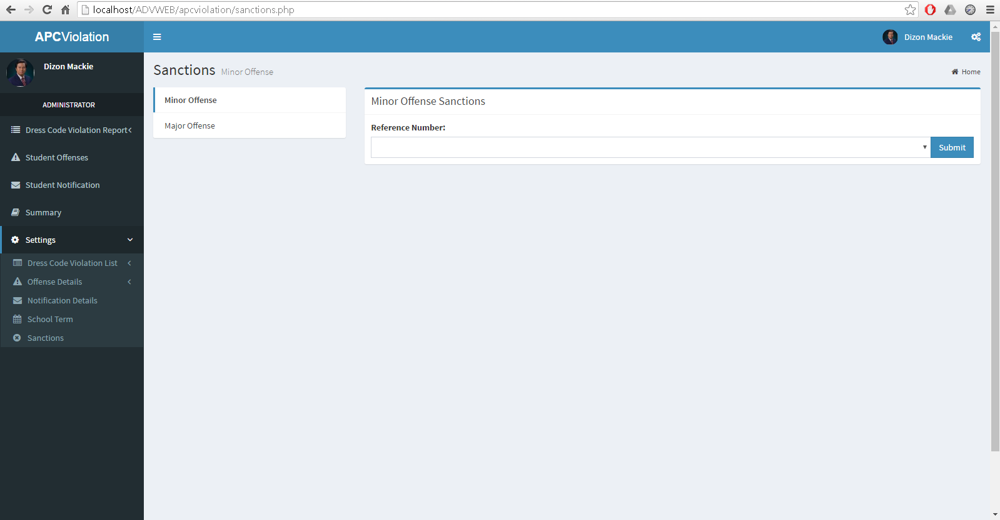 localhost/ADVWEB/apcviolation/sanctions.php
APCViolation
Dizon Mackie
Dizon Mackie
ADMINISTRATOR
Dress Code Violation Report
Student Offenses
Student Notification
Summary
Settings
Dress Code Violation List
Offense Details
Notification Details
School Term
Sanctions
Sanctions Minor Offense
Home
Minor Offense
Major Offense
Minor Offense Sanctions
Reference Number:
Submit